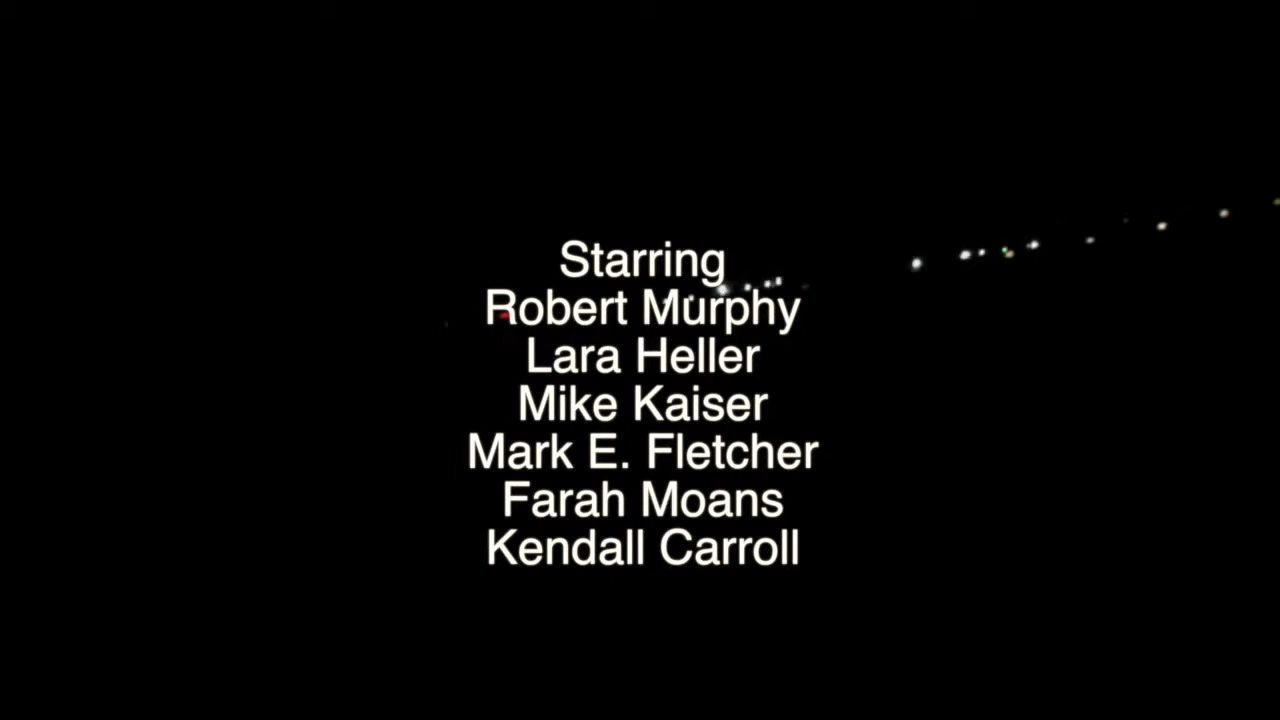 Starring
Robert Murphy
Lara Heller
Mike Kaiser
Mark E. Fletcher
Farah Moans
Kendall Carroll